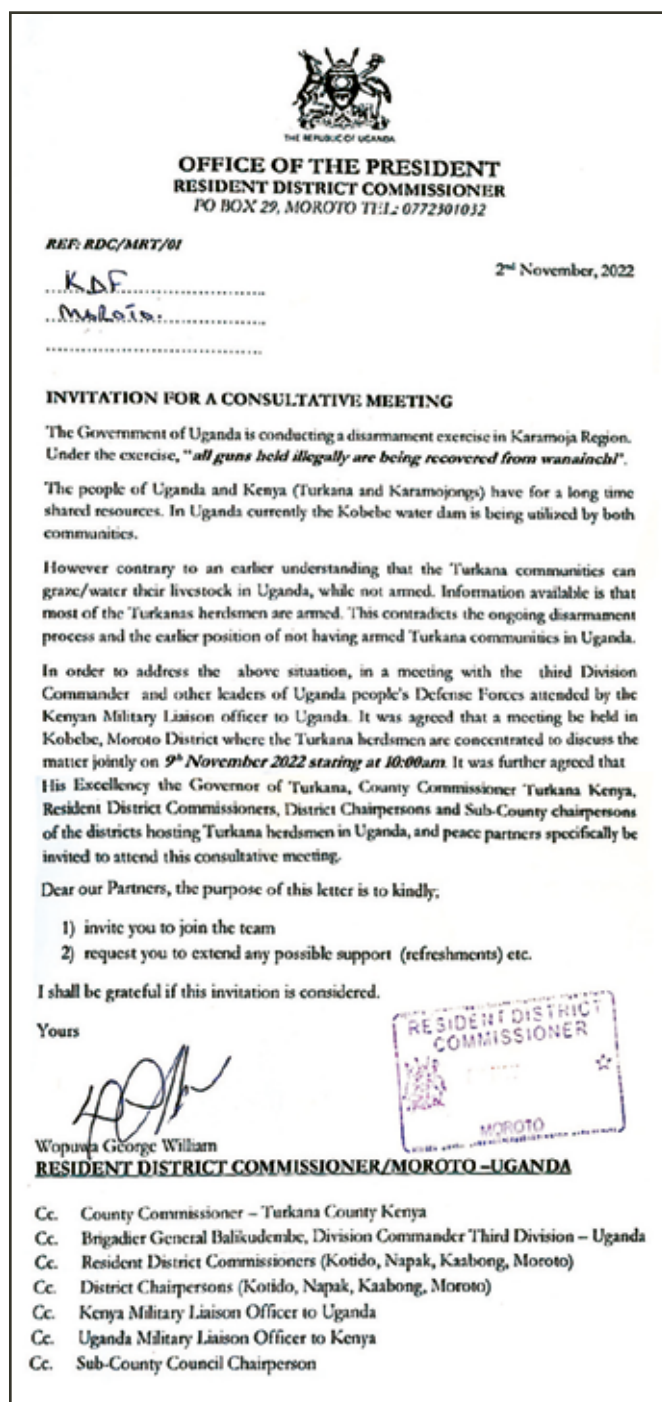 THE REPUBLIC OF UGANDA
OFFICE OF THE PRESIDENT
RESIDENT DISTRICT COMMISSIONER
PO BOX 29, MOROTO TEL: 0772301032
REF: RDC/MRT/01
2nd November, 2022
KDF
MOROTO.
INVITATION FOR A CONSULTATIVE MEETING
The Government of Uganda is conducting a disarmament exercise in Karamoja Region.
Under the exercise, "all guns held illegally are being recovered from wanainchi".
The people of Uganda and Kenya (Turkana and Karamojongs) have for a long time
shared resources. In Uganda currently the Kobebe water dam is being utilized by both
communities.
However contrary to an earlier understanding that the Turkana communities can
graze/water their livestock in Uganda, while not armed. Information available is that
most of the Turkanas herdsmen are armed. This contradicts the ongoing disarmament
process and the earlier position of not having armed Turkana communities in Uganda.
In order to address the above situation, in a meeting with the third Division
Commander and other leaders of Uganda people's Defense Forces attended by the
Kenyan Military Liaison officer to Uganda. It was agreed that a meeting be held in
Kobebe, Moroto District where the Turkana herdsmen are concentrated to discuss the
matter jointly on 9th November 2022 staring at 10:00am. It was further agreed that
His Excellency the Governor of Turkana, County Commissioner Turkana Kenya,
Resident District Commissioners, District Chairpersons and Sub-County chairpersons
of the districts hosting Turkana herdsmen in Uganda, and peace partners specifically be
invited to attend this consultative meeting.
Dear our Partners, the purpose of this letter is to kindly;
1) invite you to join the team
2) request you to extend any possible support (refreshments) etc.
I shall be grateful if this invitation is considered.
Yours
RESIDENT DISTRICT
COMMISSIONER
MOROTO
Wopuwa George William
RESIDENT DISTRICT COMMISSIONER/MOROTO –UGANDA
Cc. County Commissioner – Turkana County Kenya
Cc. Brigadier General Balikudembe, Division Commander Third Division – Uganda
Cc. Resident District Commissioners (Kotido, Napak, Kaabong, Moroto)
Cc. District Chairpersons (Kotido, Napak, Kaabong, Moroto)
Cc. Kenya Military Liaison Officer to Uganda
Cc. Uganda Military Liaison Officer to Kenya
Cc. Sub-County Council Chairperson